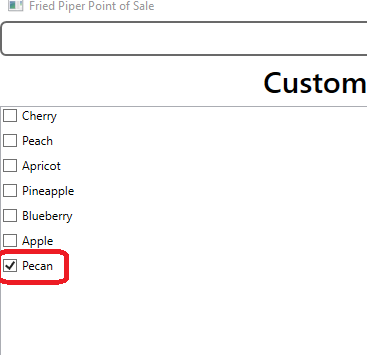 Fried Piper Point of Sale
Custom
Cherry
Peach
Apricot
Pineapple
Blueberry
Apple
Pecan